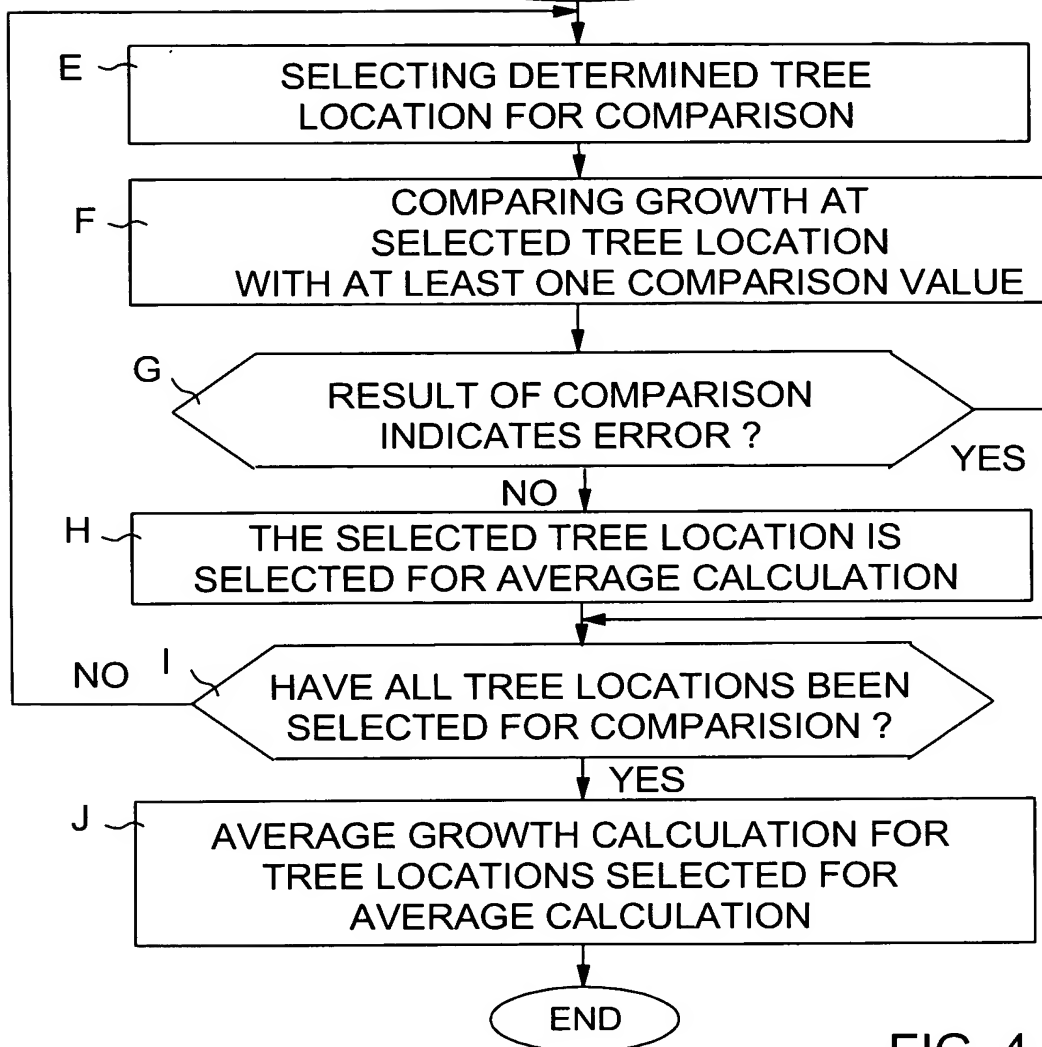 E
SELECTING DETERMINED TREE
LOCATION FOR COMPARISON
F
COMPARING GROWTH AT
SELECTED TREE LOCATION
WITH AT LEAST ONE COMPARISON VALUE
G
RESULT OF COMPARISON
INDICATES ERROR ?
YES
NO
H
THE SELECTED TREE LOCATION IS
SELECTED FOR AVERAGE CALCULATION
NO
I
HAVE ALL TREE LOCATIONS BEEN
SELECTED FOR COMPARISION ?
YES
J
AVERAGE GROWTH CALCULATION FOR
TREE LOCATIONS SELECTED FOR
AVERAGE CALCULATION
END
FIG. 4